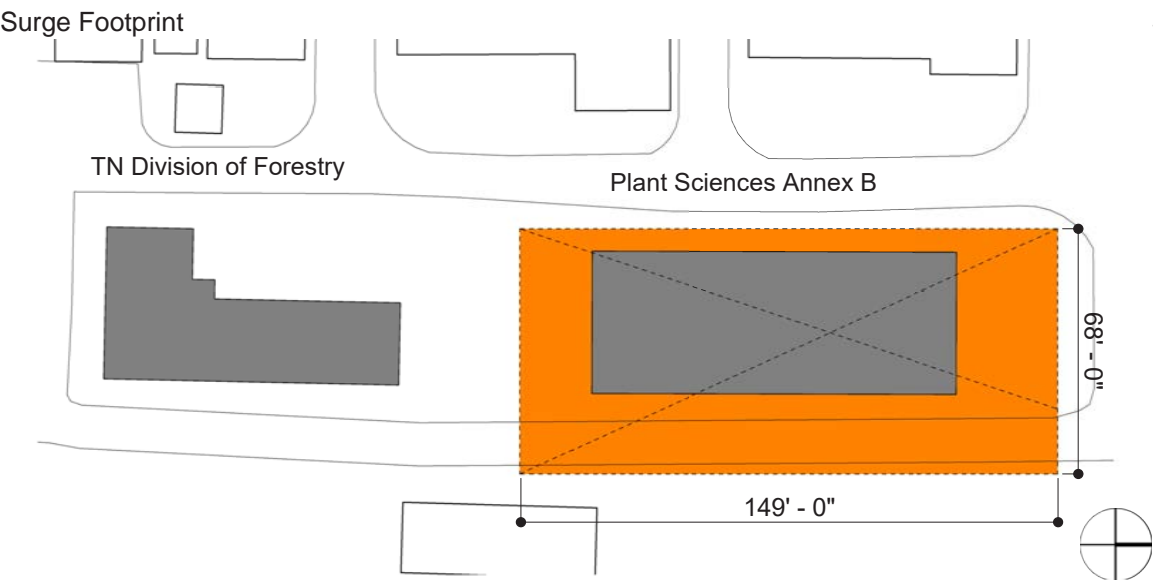 Surge Footprint
TN Division of Forestry
Plant Sciences Annex B
68' - 0"
149' - 0"